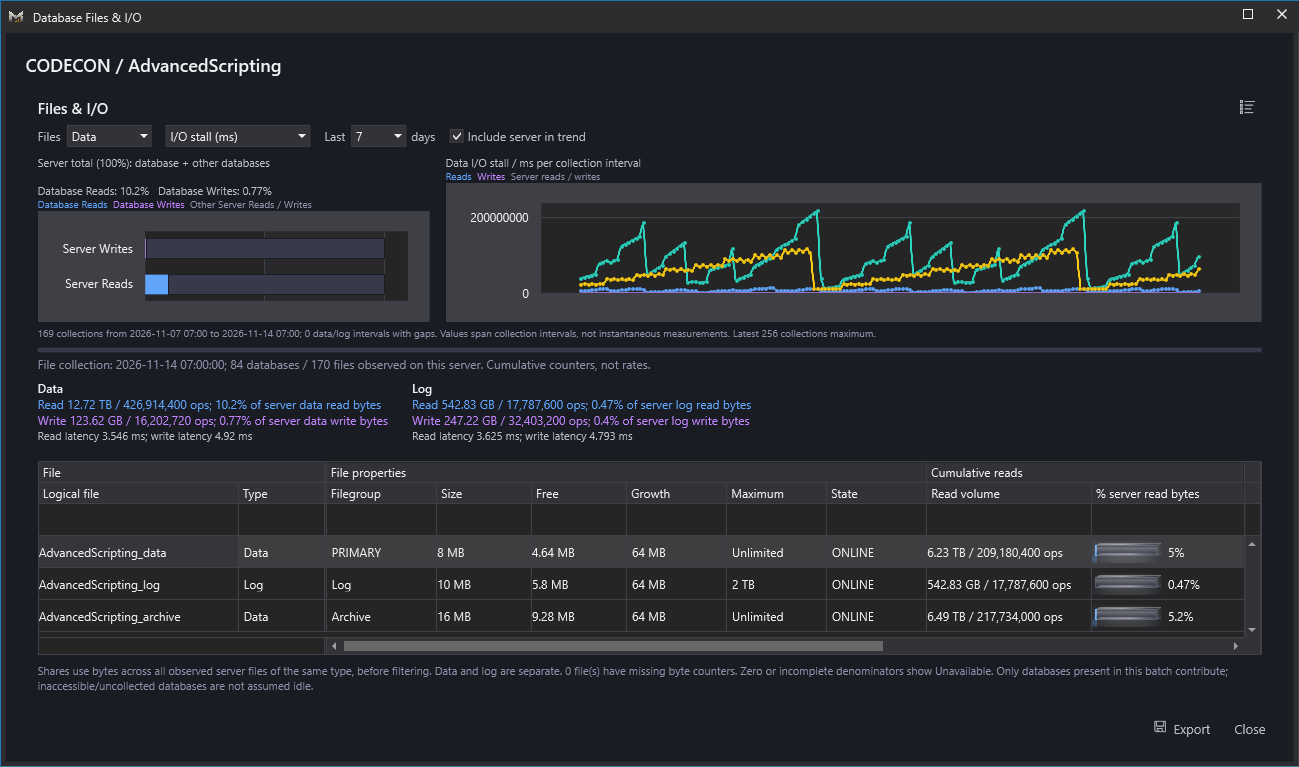 Database Files & I/O
CODECON / AdvancedScripting
Files & I/O
Files Data I/O stall (ms) Last 7 days Include server in trend
Server total (100%): database + other databases
Database Reads: 10.2% Database Writes: 0.77%
Database Reads Database Writes Other Server Reads / Writes
Server Writes
Server Reads
Data I/O stall / ms per collection interval
Reads Writes Server reads / writes
200000000
0
169 collections from 2026-11-07 07:00 to 2026-11-14 07:00; 0 data/log intervals with gaps. Values span collection intervals, not instantaneous measurements. Latest 256 collections maximum.
File collection: 2026-11-14 07:00:00; 84 databases / 170 files observed on this server. Cumulative counters, not rates.
Data
Read 12.72 TB / 426,914,400 ops; 10.2% of server data read bytes
Write 123.62 GB / 16,202,720 ops; 0.77% of server data write bytes
Read latency 3.546 ms; write latency 4.92 ms
Log
Read 542.83 GB / 17,787,600 ops; 0.47% of server log read bytes
Write 247.22 GB / 32,403,200 ops; 0.4% of server log write bytes
Read latency 3.625 ms; write latency 4.793 ms
File File properties Cumulative reads
Logical file Type Filegroup Size Free Growth Maximum State Read volume % server read bytes
AdvancedScripting_data Data PRIMARY 8 MB 4.64 MB 64 MB Unlimited ONLINE 6.23 TB / 209,180,400 ops 5%
AdvancedScripting_log Log Log 10 MB 5.8 MB 64 MB 2 TB ONLINE 542.83 GB / 17,787,600 ops 0.47%
AdvancedScripting_archive Data Archive 16 MB 9.28 MB 64 MB Unlimited ONLINE 6.49 TB / 217,734,000 ops 5.2%
Shares use bytes across all observed server files of the same type, before filtering. Data and log are separate. 0 file(s) have missing byte counters. Zero or incomplete denominators show Unavailable. Only databases present in this batch contribute;
inaccessible/uncollected databases are not assumed idle.
Export Close